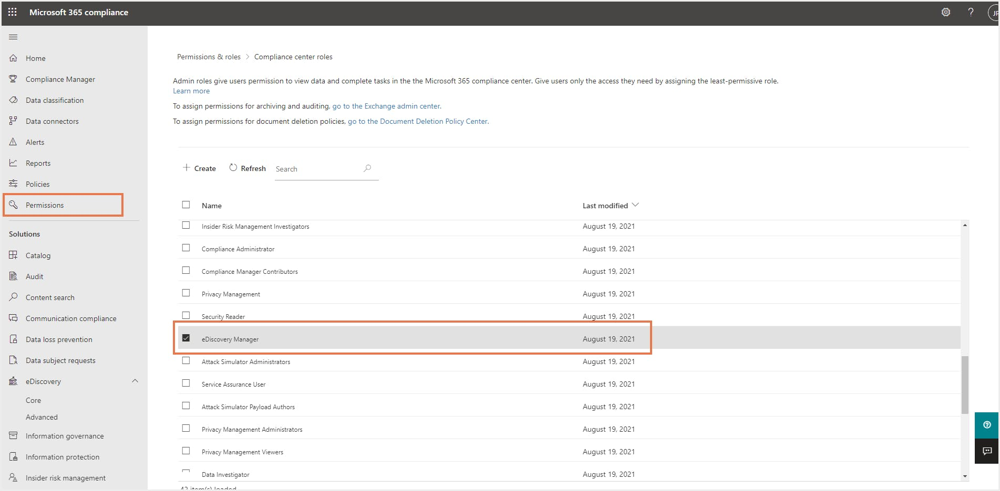 Microsoft 365 compliance
JP
Home
Compliance Manager
Data classification
Data connectors
Alerts
Reports
Policies
Permissions
Solutions
Catalog
Audit
Content search
Communication compliance
Data loss prevention
Data subject requests
eDiscovery
Core
Advanced
Information governance
Information protection
Insider risk management
Permissions & roles > Compliance center roles
Admin roles give users permission to view data and complete tasks in the the Microsoft 365 compliance center. Give users only the access they need by assigning the least-permissive role.
Learn more
To assign permissions for archiving and auditing, go to the Exchange admin center.
To assign permissions for document deletion policies, go to the Document Deletion Policy Center.
Create Refresh Search
Name Last modified
Insider Risk Management Investigators August 19, 2021
Compliance Administrator August 19, 2021
Compliance Manager Contributors August 19, 2021
Privacy Management August 19, 2021
Security Reader August 19, 2021
eDiscovery Manager August 19, 2021
Attack Simulator Administrators August 19, 2021
Service Assurance User August 19, 2021
Attack Simulator Payload Authors August 19, 2021
Privacy Management Administrators August 19, 2021
Privacy Management Viewers August 19, 2021
Data Investigator August 19, 2021
42 item(s) loaded